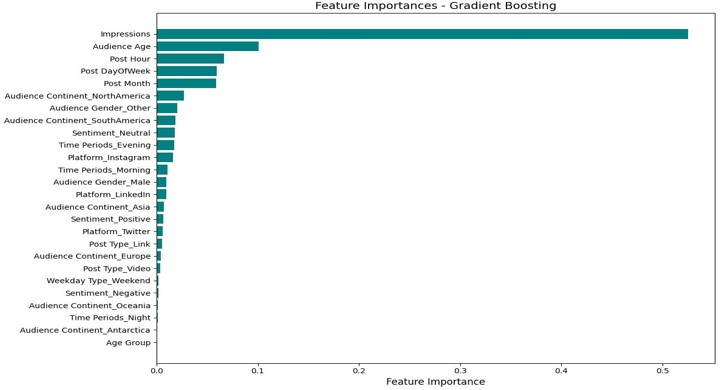 Feature Importances - Gradient Boosting
Impressions
Audience Age
Post Hour
Post DayOfWeek
Post Month
Audience Continent_NorthAmerica
Audience Gender_Other
Audience Continent_SouthAmerica
Sentiment_Neutral
Time Periods_Evening
Platform_Instagram
Time Periods_Morning
Audience Gender_Male
Platform_LinkedIn
Audience Continent_Asia
Sentiment_Positive
Platform_Twitter
Post Type_Link
Audience Continent_Europe
Post Type_Video
Weekday Type_Weekend
Sentiment_Negative
Audience Continent_Oceania
Time Periods_Night
Audience Continent_Antarctica
Age Group
0.0 0.1 0.2 0.3 0.4 0.5
Feature Importance